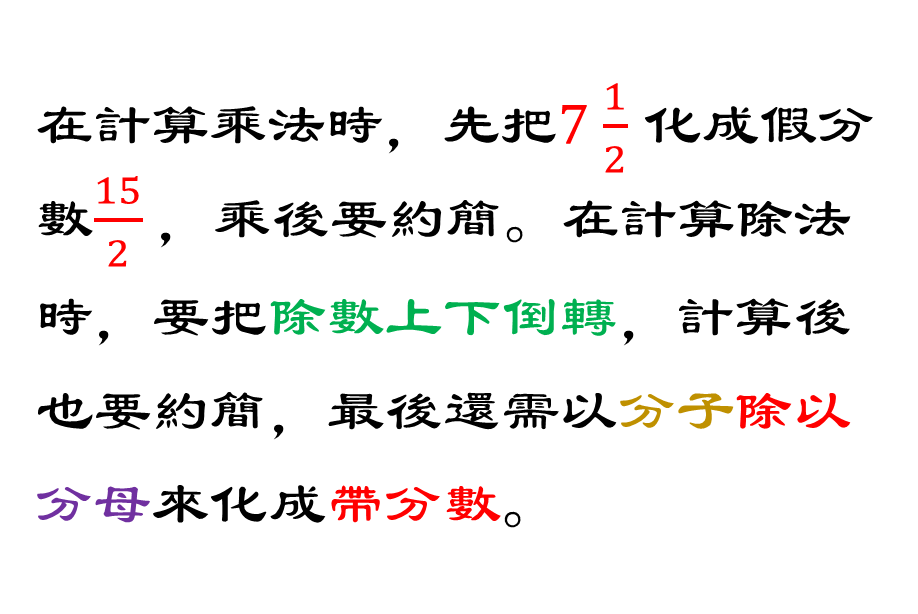 在計算乘法時，先把7 1/2 化成假分
數15/2 ，乘後要約簡。在計算除法
時，要把除數上下倒轉，計算後
也要約簡，最後還需以分子除以
分母來化成帶分數。